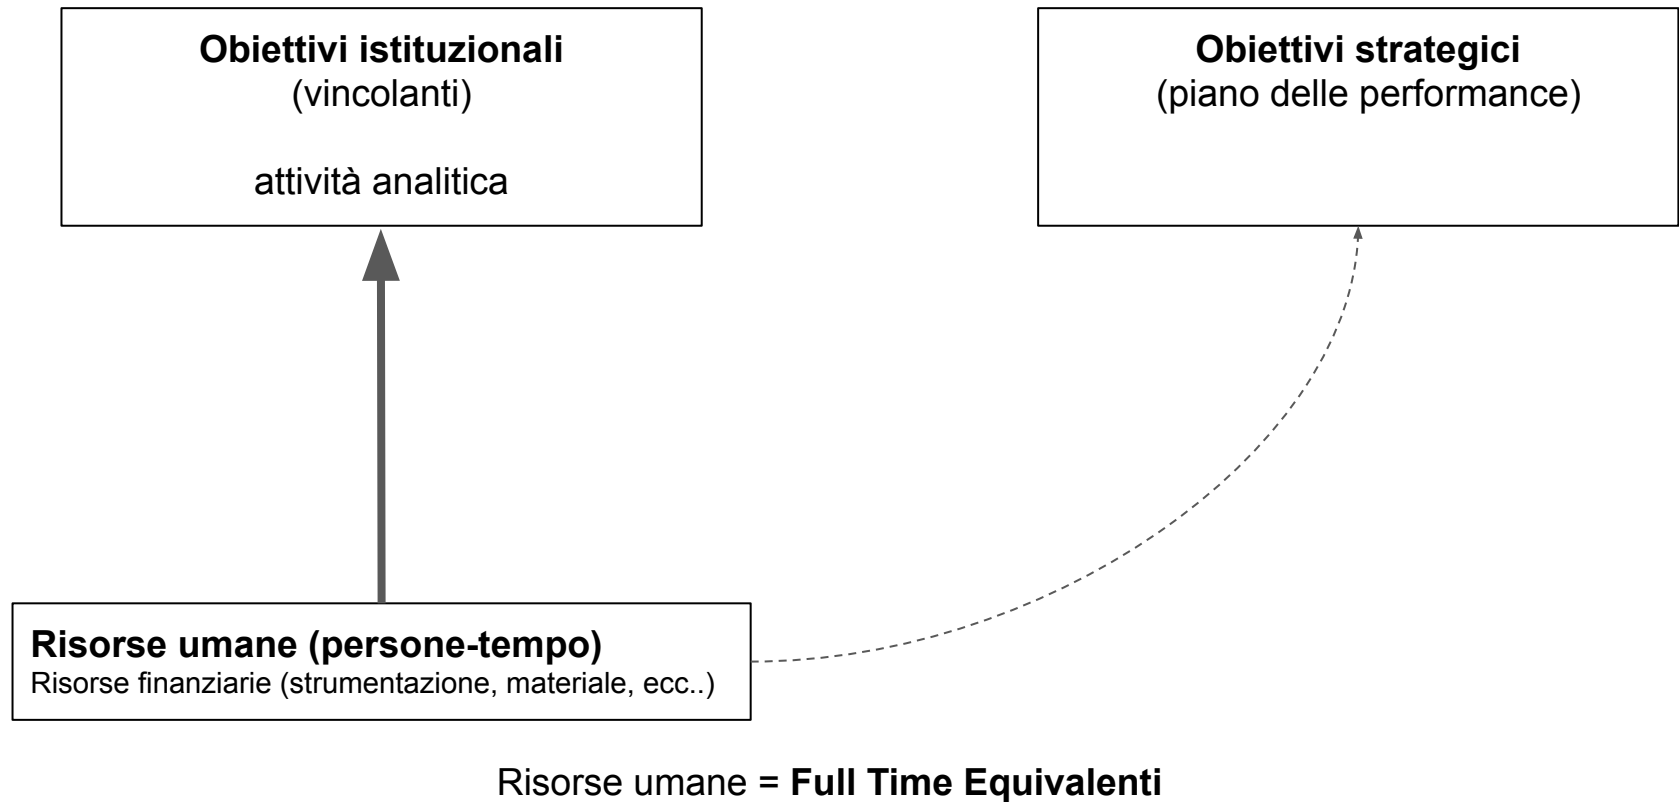 Obiettivi istituzionali
(vincolanti)
attività analitica
Obiettivi strategici
(piano delle performance)
Risorse umane (persone-tempo)
Risorse finanziarie (strumentazione, materiale, ecc..)
Risorse umane = Full Time Equivalenti